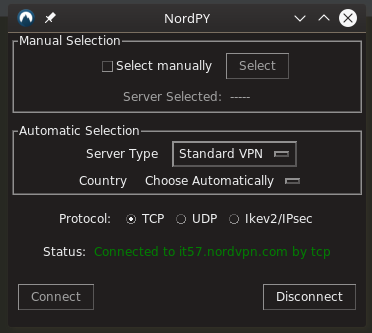 NordPY
Manual Selection
Select manually Select
Server Selected: -----
Automatic Selection
Server Type Standard VPN
Country Choose Automatically
Protocol: TCP UDP Ikev2/IPsec
Status: Connected to it57.nordvpn.com by tcp
Connect Disconnect